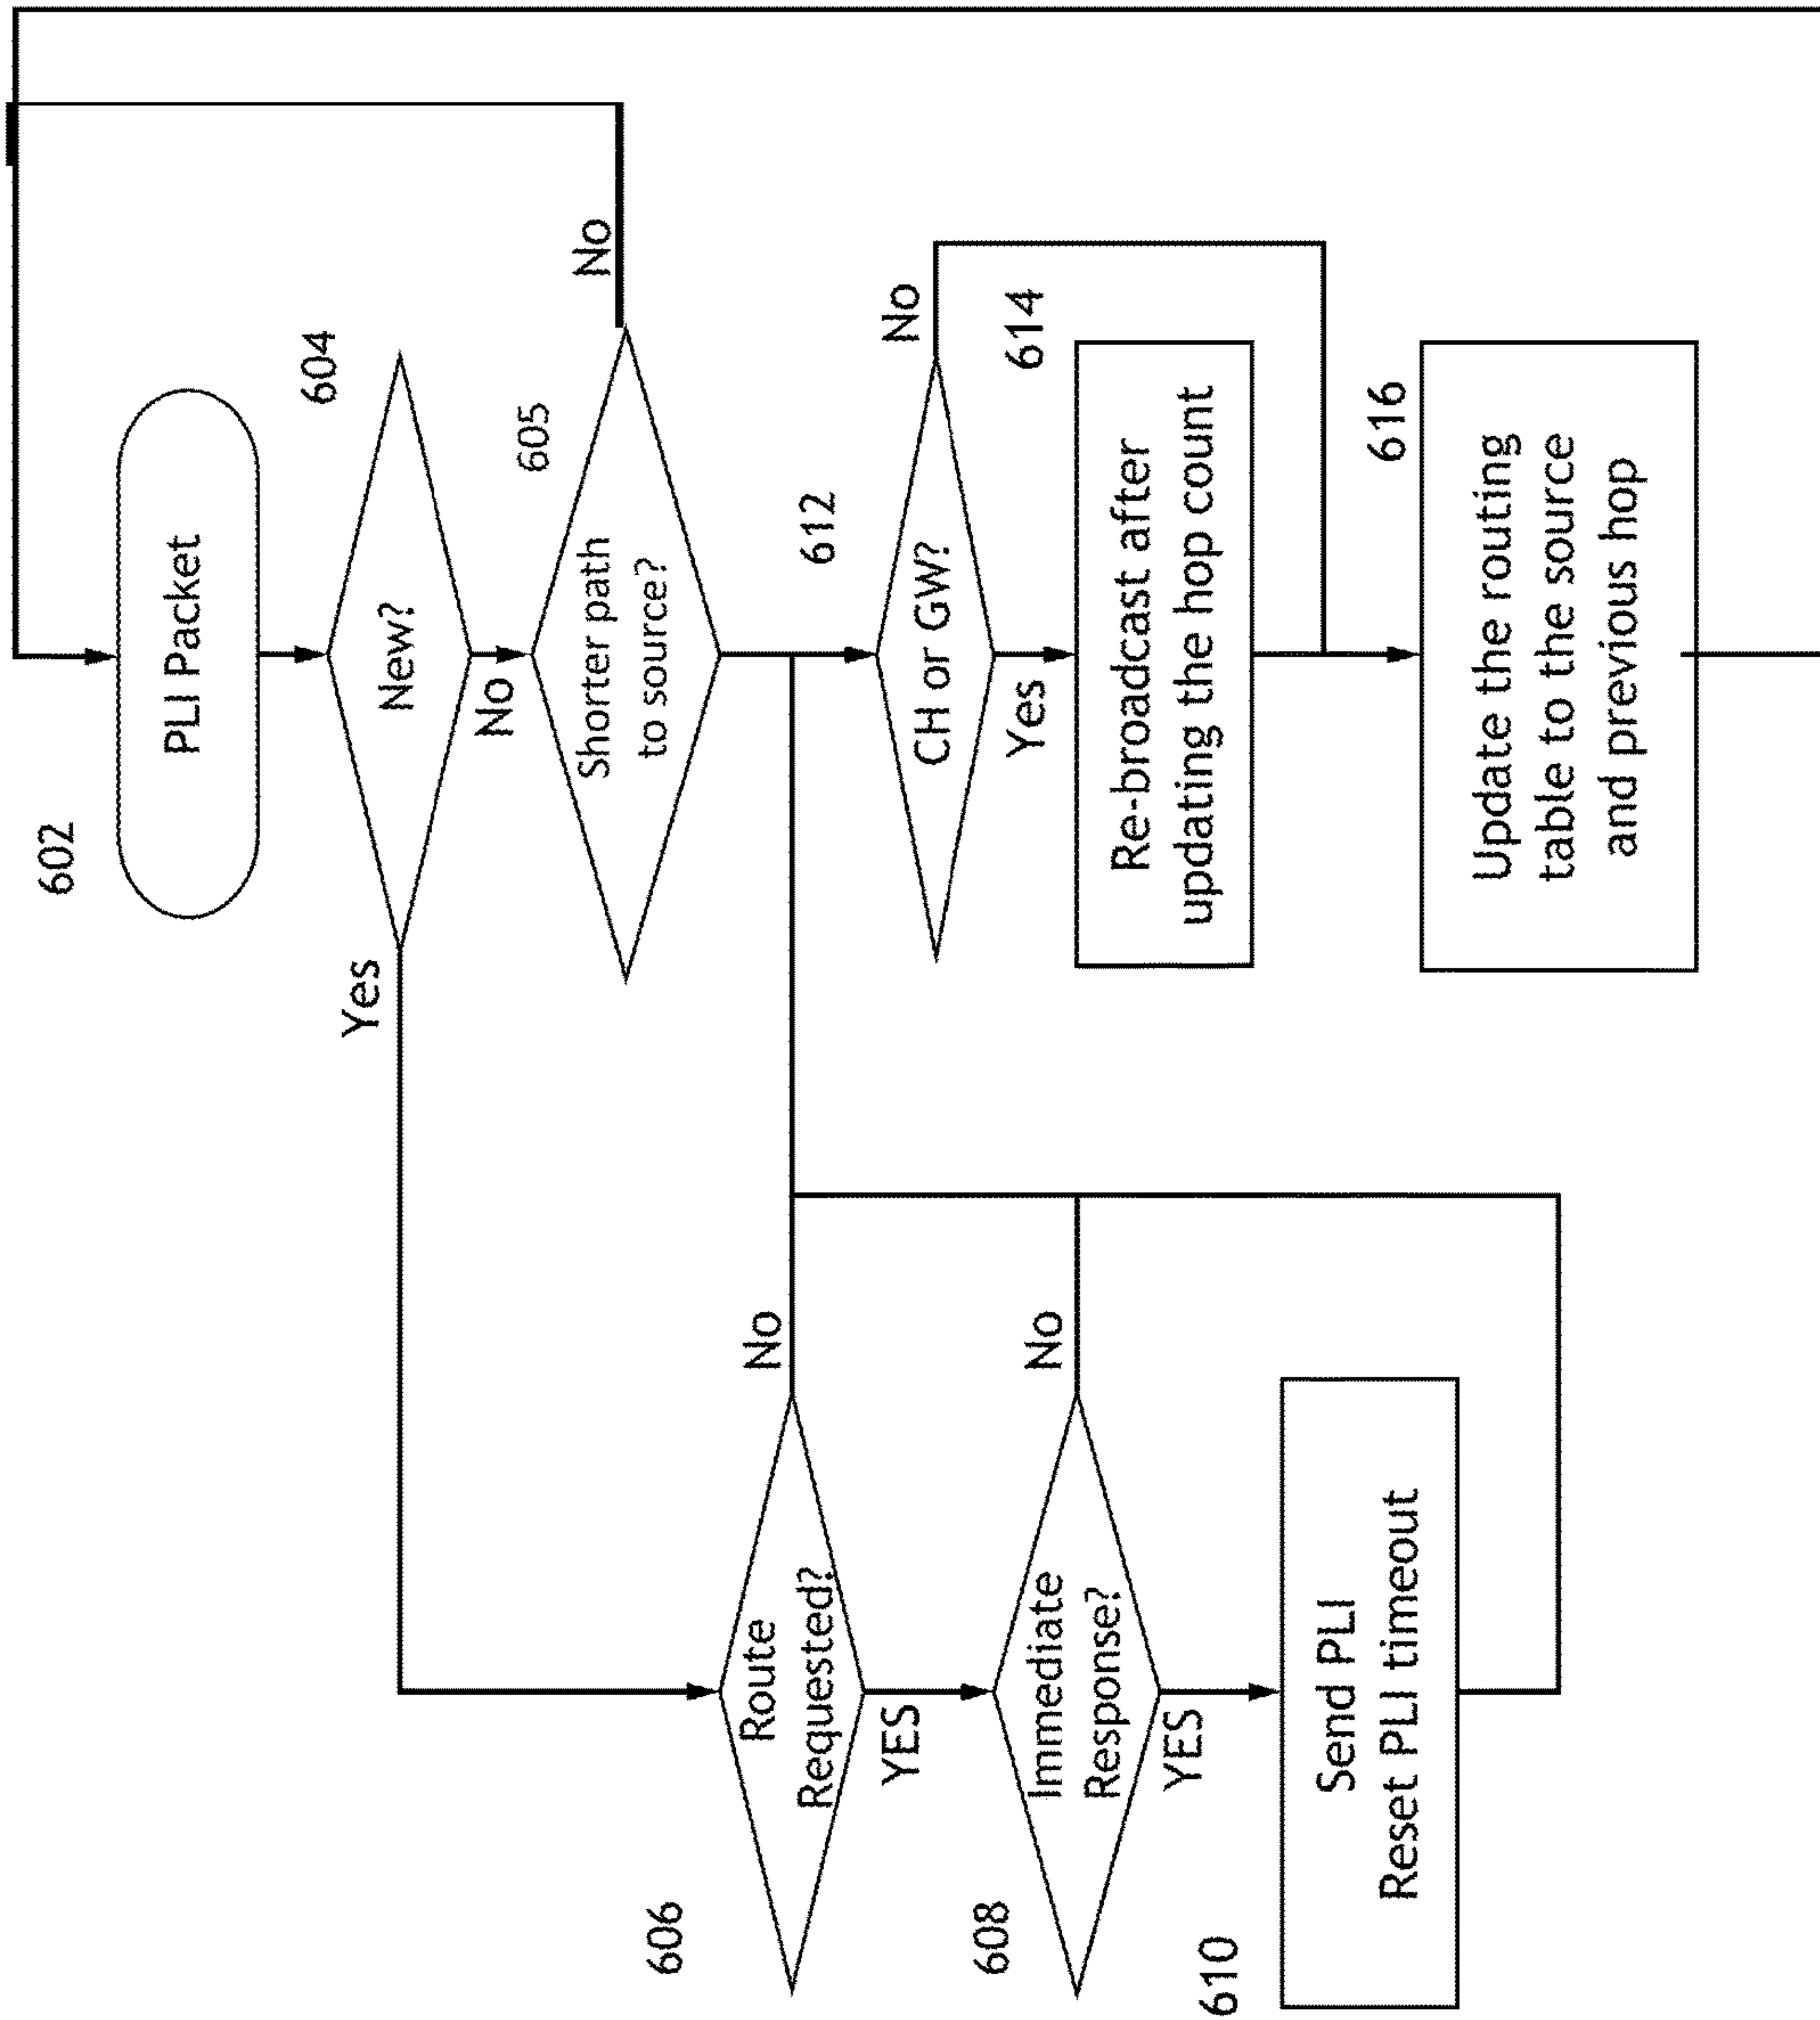 602
PLI Packet
604
New?
Yes
No
605
Shorter path
to source?
No
606
Route
Requested?
No
YES
608
Immediate
Response?
No
YES
610
Send PLI
Reset PLI timeout
612
CH or GW?
No
Yes
614
Re-broadcast after
updating the hop count
616
Update the routing
table to the source
and previous hop